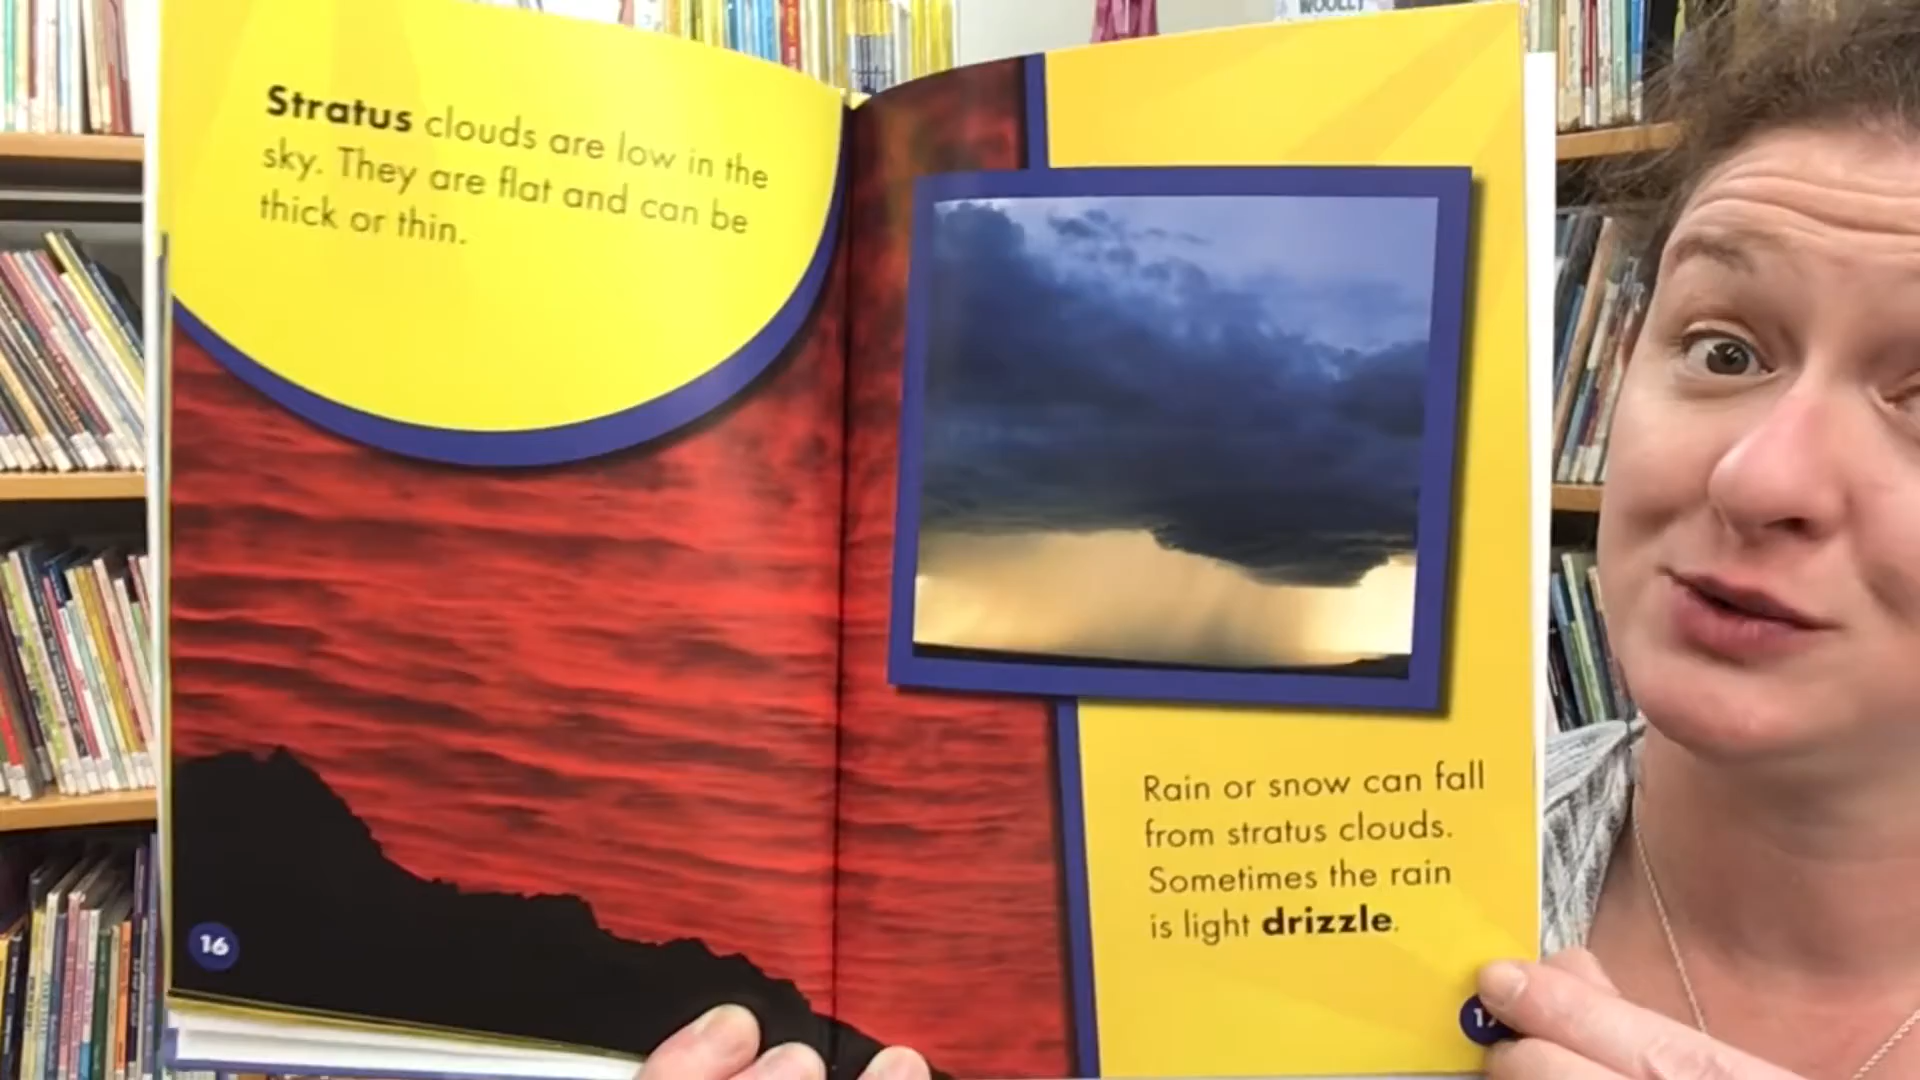 WOOLLY
Stratus clouds are low in the
sky. They are flat and can be
thick or thin.
16
Rain or snow can fall
from stratus clouds.
Sometimes the rain
is light drizzle.